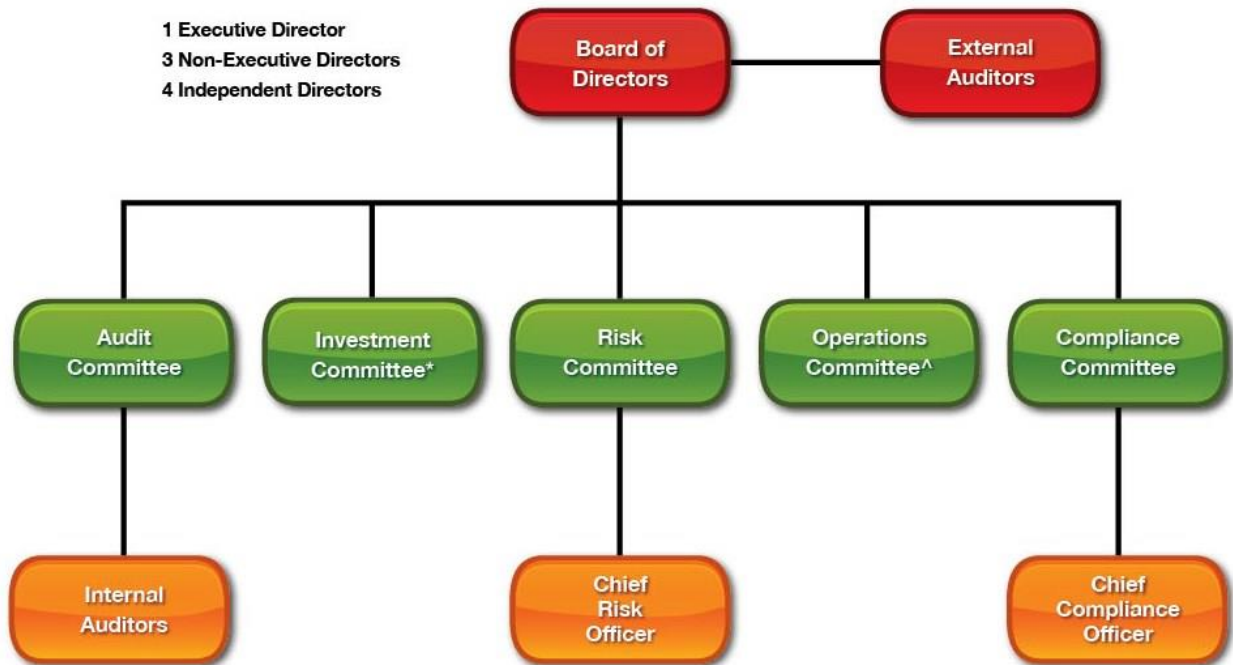 1 Executive Director
3 Non-Executive Directors
4 Independent Directors
Board of
Directors
External
Auditors
Audit
Committee
Investment
Committee*
Risk
Committee
Operations
Committee^
Compliance
Committee
Internal
Auditors
Chief
Risk
Officer
Chief
Compliance
Officer